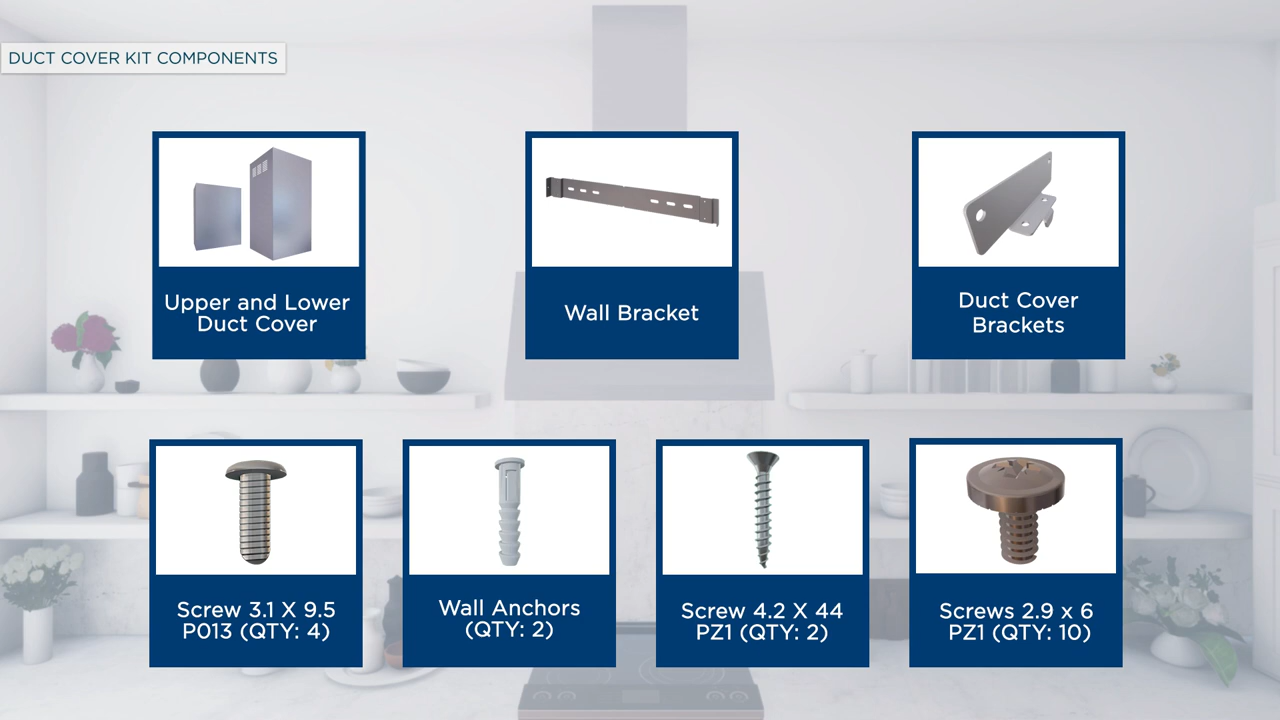 DUCT COVER KIT COMPONENTS
Upper and Lower
Duct Cover
Wall Bracket
Duct Cover
Brackets
Screw 3.1 X 9.5
P013 (QTY: 4)
Wall Anchors
(QTY: 2)
Screw 4.2 X 44
PZ1 (QTY: 2)
Screws 2.9 x 6
PZ1 (QTY: 10)